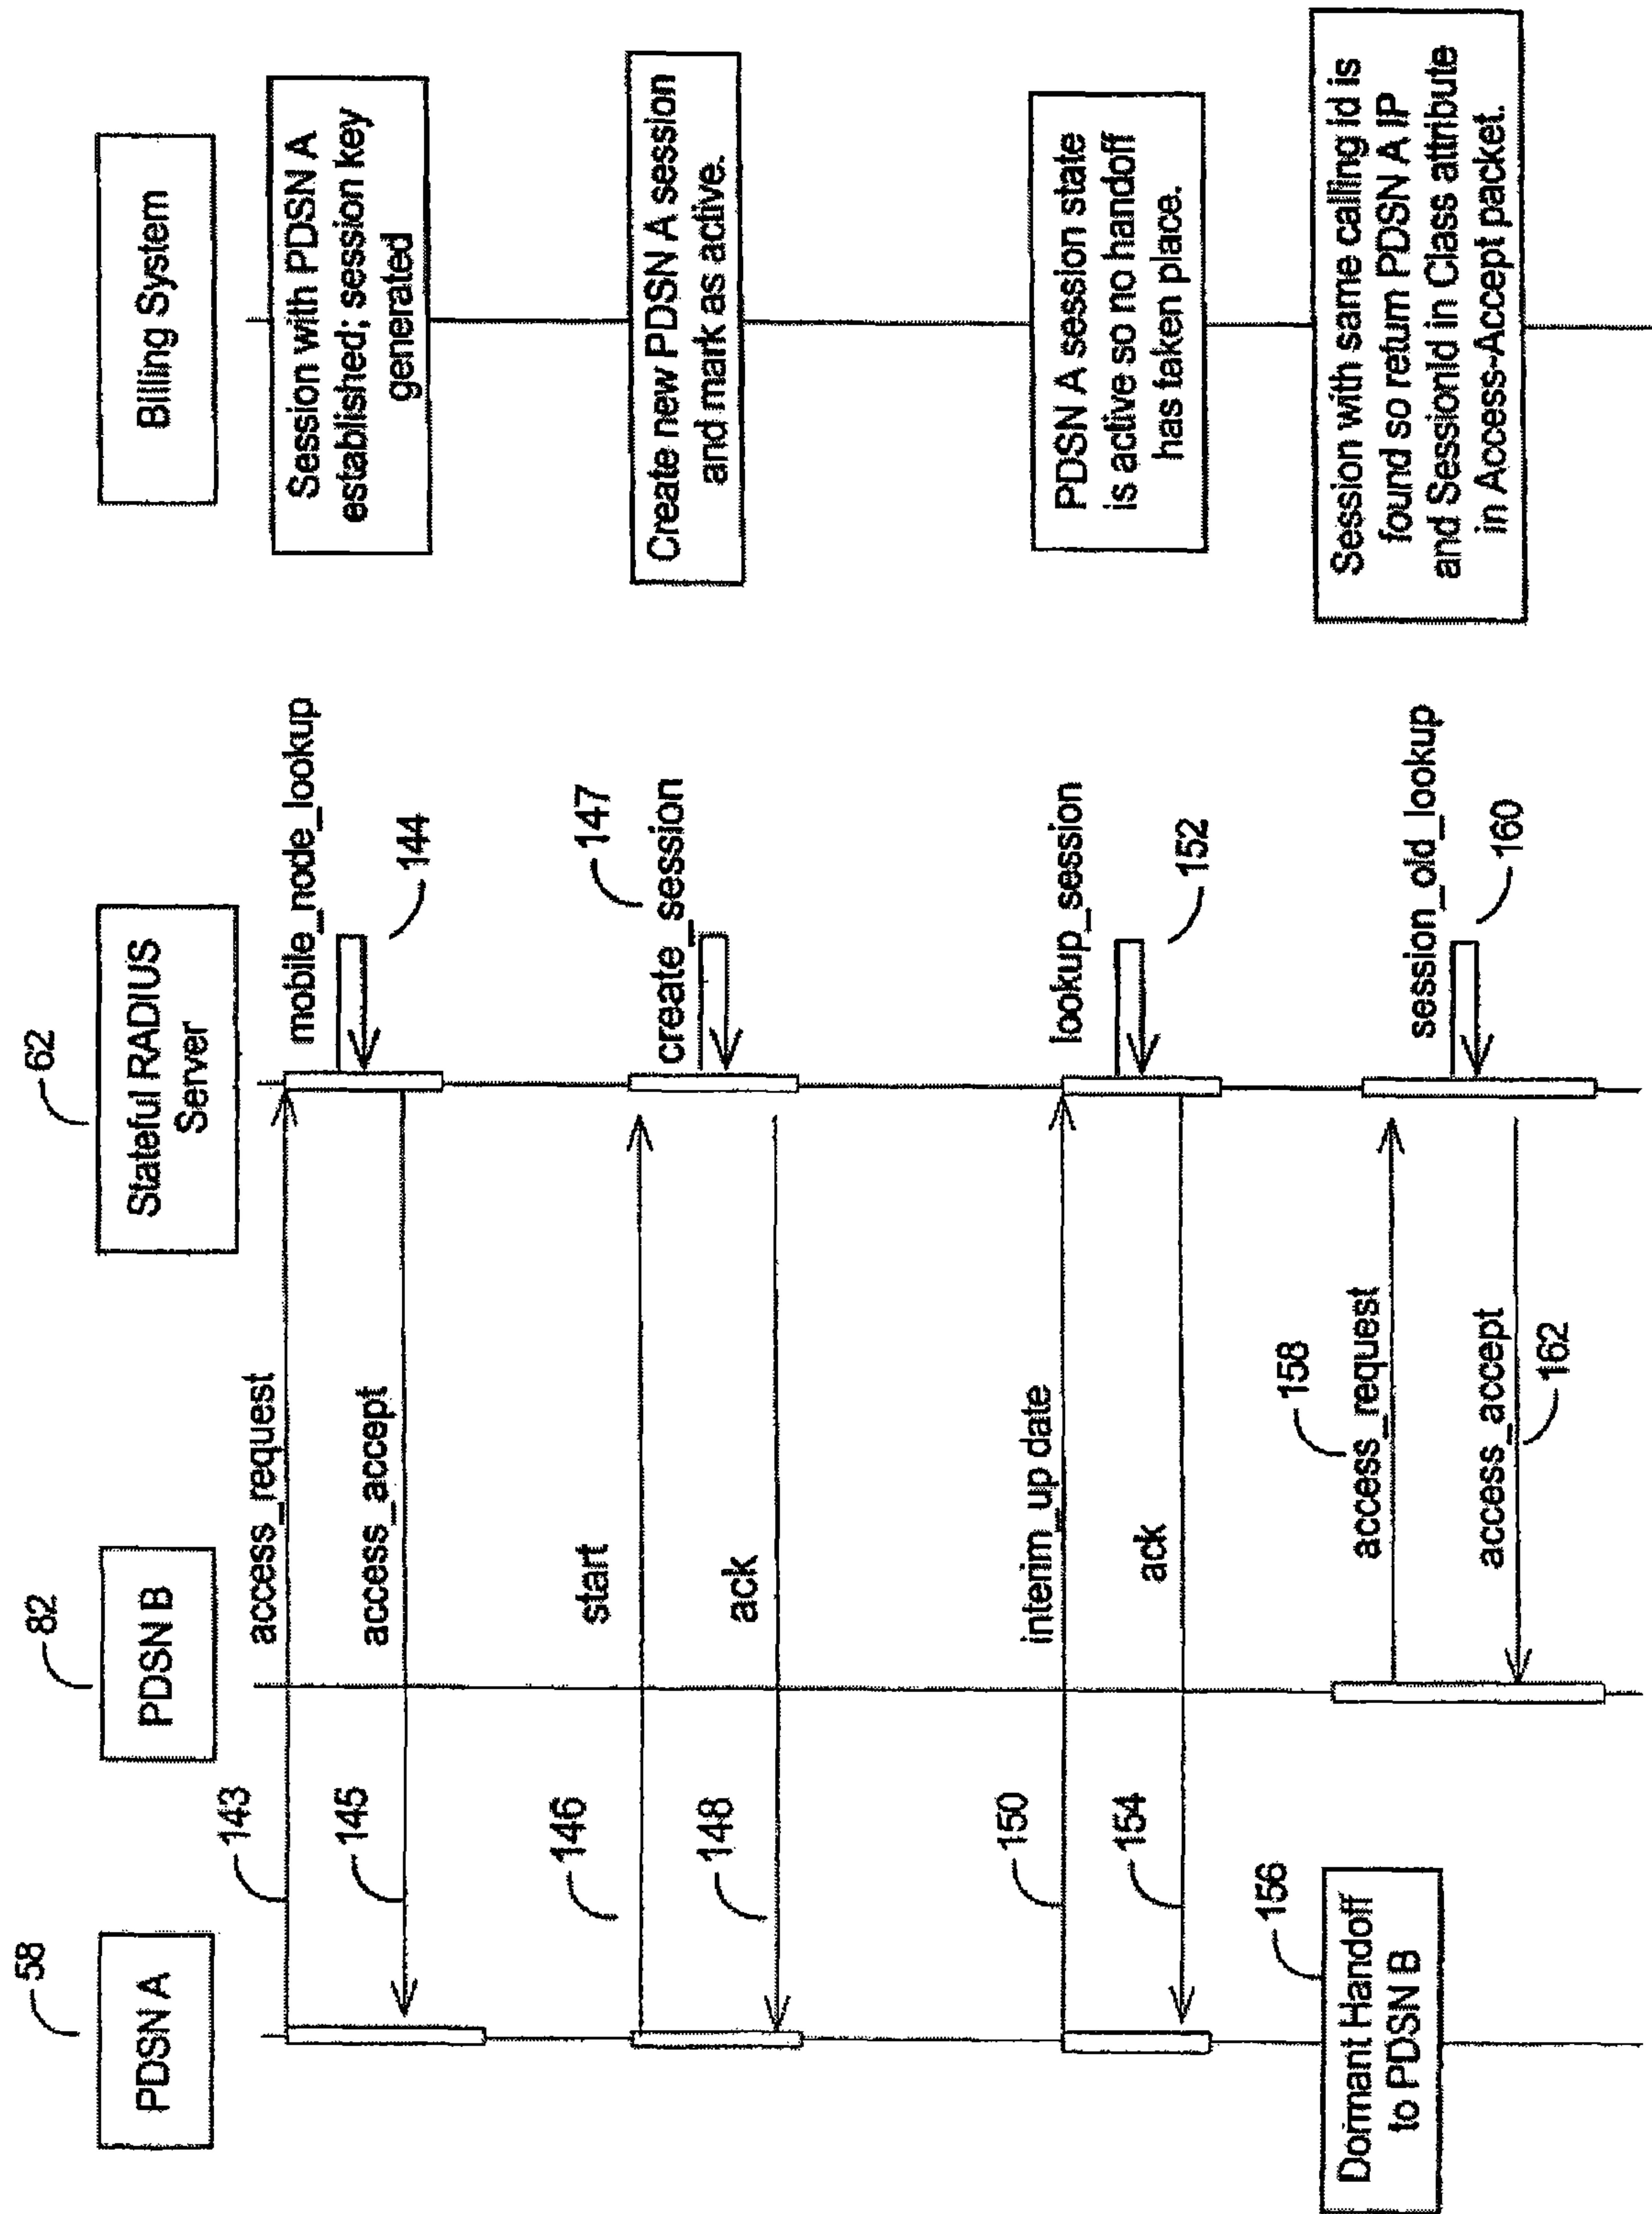 58
PDSN A
82
PDSN B
62
Stateful RADIUS
Server
Billing System
143
access_request
mobile_node_lookup
144
145
access_accept
Session with PDSN A
established; session key
generated
146
start
147
create_session
148
ack
Create new PDSN A session
and mark as active.
150
interim_up date
lookup_session
152
154
ack
PDSN A session state
is active so no handoff
has taken place.
156
Dormant Handoff
to PDSN B
158
access_request
session_old_lookup
160
access_accept
162
Session with same calling id is
found so return PDSN A IP
and SessionId in Class attribute
in Access-Accept packet.